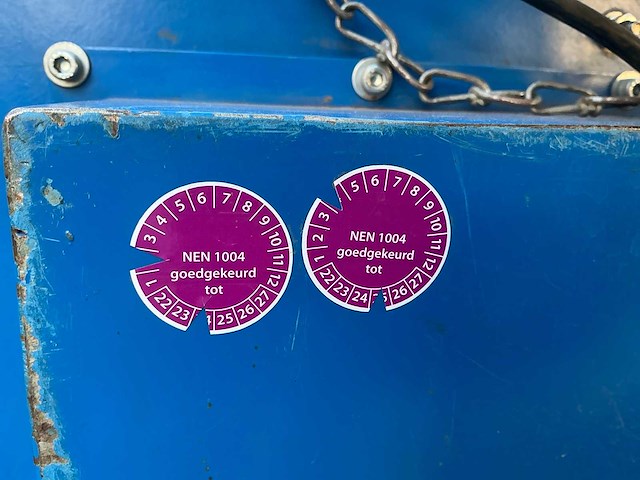 3 4 5 6 7 8 9 10 11 12
NEN 1004
goedgekeurd
tot
1 22 23 25 26 27
1 2 3 5 6 7 8 9 10 11 12
NEN 1004
goedgekeurd
tot
22 23 24 26 27